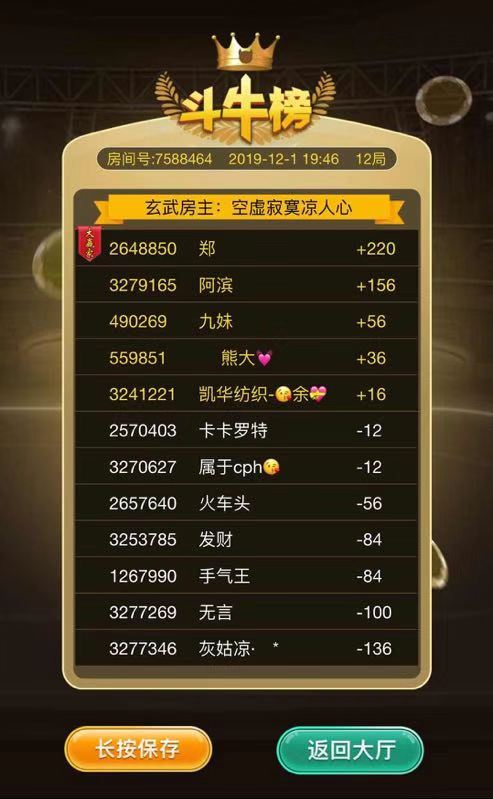 斗牛榜
房间号:7588464 2019-12-1 19:46 12局
玄武房主：空虚寂寞凉人心
大赢家
2648850 郑 +220
3279165 阿滨 +156
490269 九妹 +56
559851 熊大💓 +36
3241221 凯华纺织-😘余💝 +16
2570403 卡卡罗特 -12
3270627 属于cph😘 -12
2657640 火车头 -56
3253785 发财 -84
1267990 手气王 -84
3277269 无言 -100
3277346 灰姑凉· * -136
长按保存 返回大厅